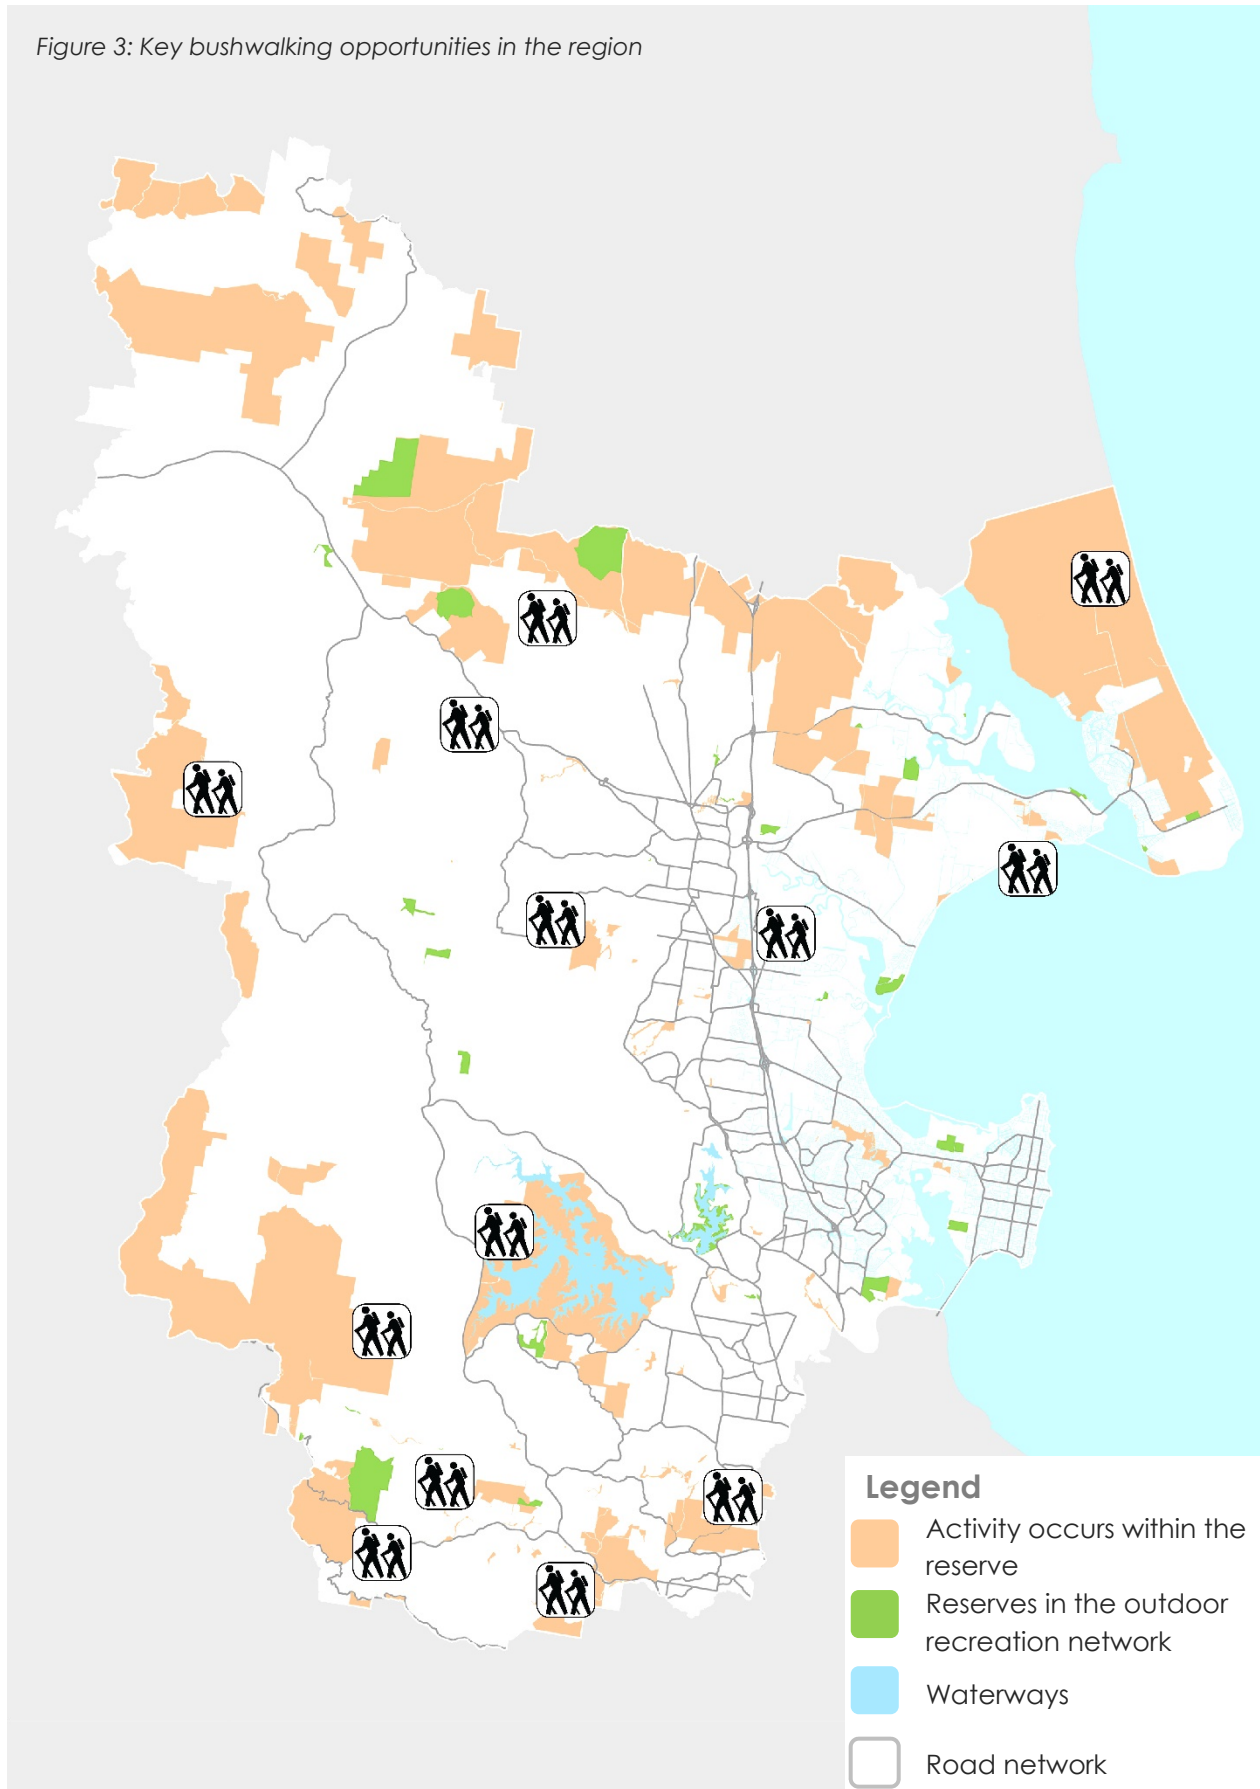 Figure 3: Key bushwalking opportunities in the region
Legend
Activity occurs within the
reserve
Reserves in the outdoor
recreation network
Waterways
Road network